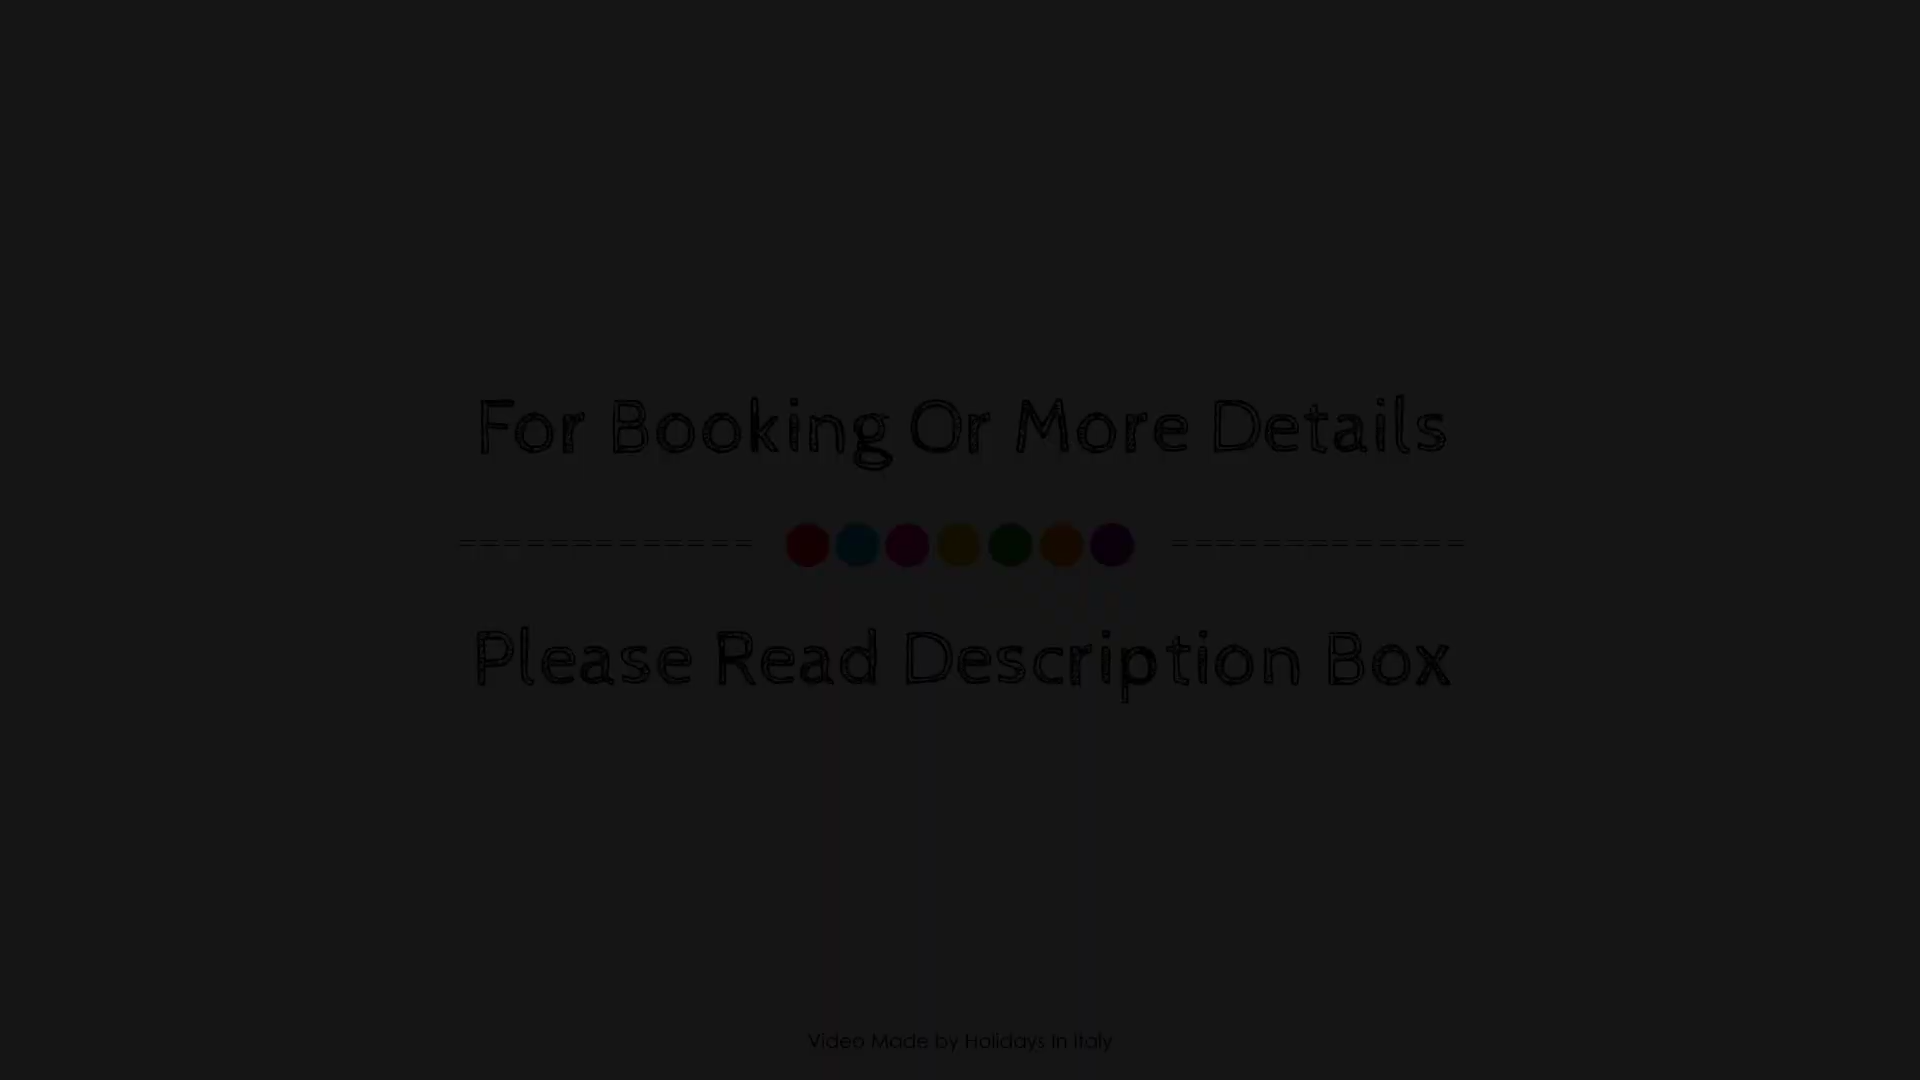 For Booking Or More Details
============= =============
Please Read Description Box
Video Made by Holidays In Italy